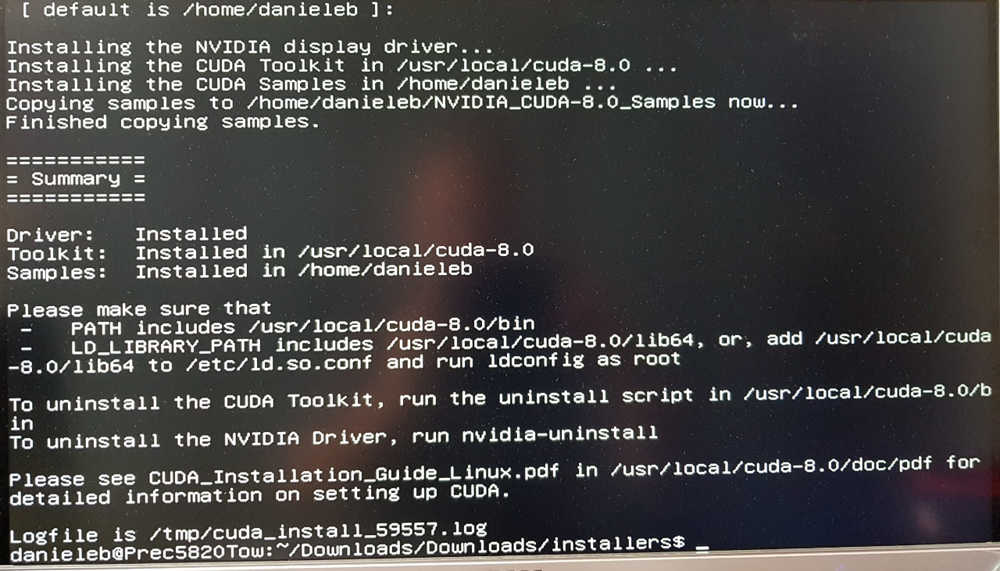 [ default is /home/danieleb ]:
Installing the NVIDIA display driver...
Installing the CUDA Toolkit in /usr/local/cuda-8.0 ...
Installing the CUDA Samples in /home/danieleb ...
Copying samples to /home/danieleb/NVIDIA_CUDA-8.0_Samples now...
Finished copying samples.
===========
= Summary =
===========
Driver:   Installed
Toolkit:  Installed in /usr/local/cuda-8.0
Samples:  Installed in /home/danieleb
Please make sure that
 -   PATH includes /usr/local/cuda-8.0/bin
 -   LD_LIBRARY_PATH includes /usr/local/cuda-8.0/lib64, or, add /usr/local/cuda
-8.0/lib64 to /etc/ld.so.conf and run ldconfig as root
To uninstall the CUDA Toolkit, run the uninstall script in /usr/local/cuda-8.0/b
in
To uninstall the NVIDIA Driver, run nvidia-uninstall
Please see CUDA_Installation_Guide_Linux.pdf in /usr/local/cuda-8.0/doc/pdf for
detailed information on setting up CUDA.
Logfile is /tmp/cuda_install_59557.log
danieleb@Prec5820Tow:~/Downloads/Downloads/installers$ _